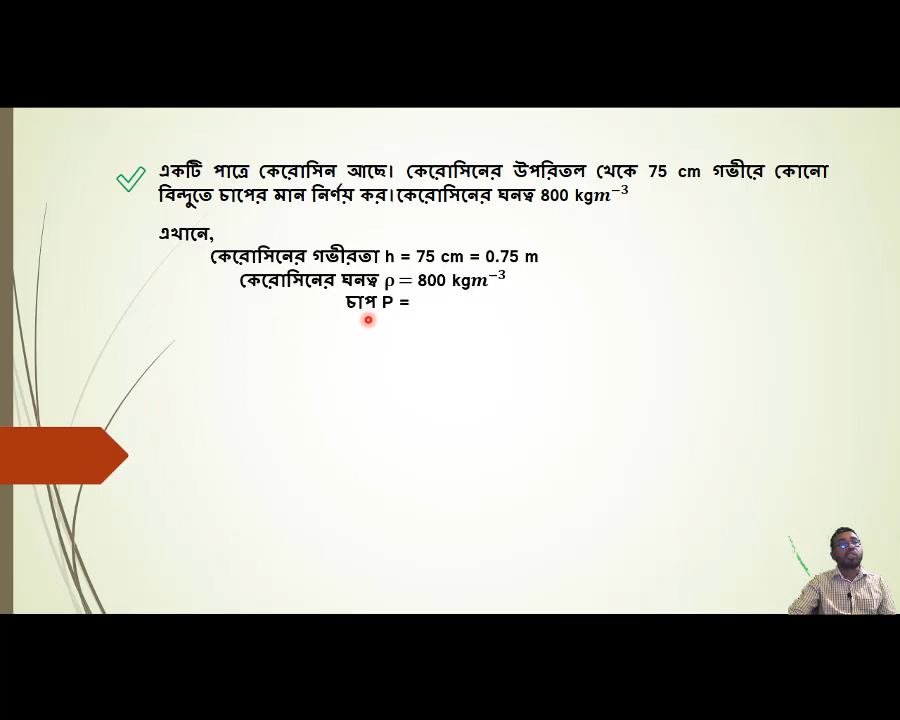 একটি পাত্রে কেরোসিন আছে। কেরোসিনের উপরিতল থেকে 75 cm গভীরে কোনো
বিন্দুতে চাপের মান নির্ণয় কর।কেরোসিনের ঘনত্ব 800 kgm⁻³
এখানে,
কেরোসিনের গভীরতা h = 75 cm = 0.75 m
কেরোসিনের ঘনত্ব ρ = 800 kgm⁻³
চাপ P =